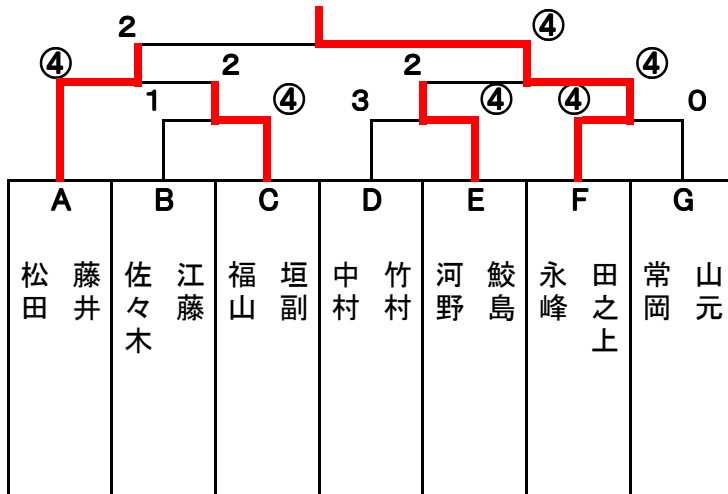 2 ④
④ 2 2 ④
1 ④ 3 ④ ④ 0
A B C D E F G
藤井
松田
江藤
佐々木
垣副
福山
竹村
中村
鮫島
河野
田之上
永峰
山元
常岡